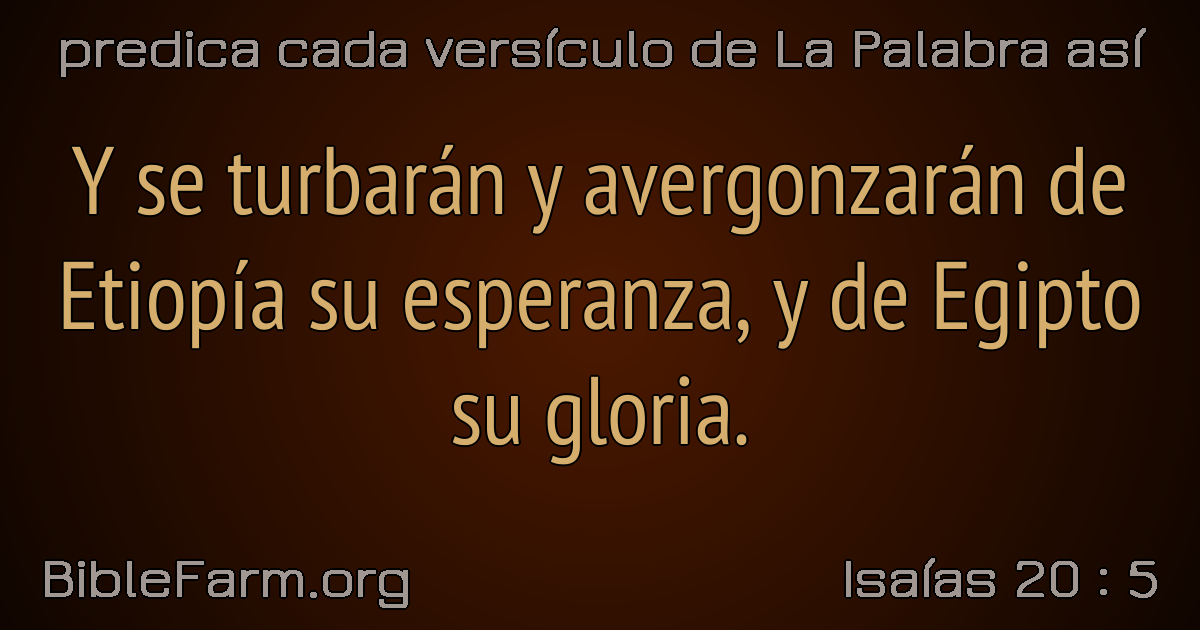 predica cada versículo de La Palabra así
Y se turbarán y avergonzarán de
Etiopía su esperanza, y de Egipto
su gloria.
BibleFarm.org
Isaías 20 : 5